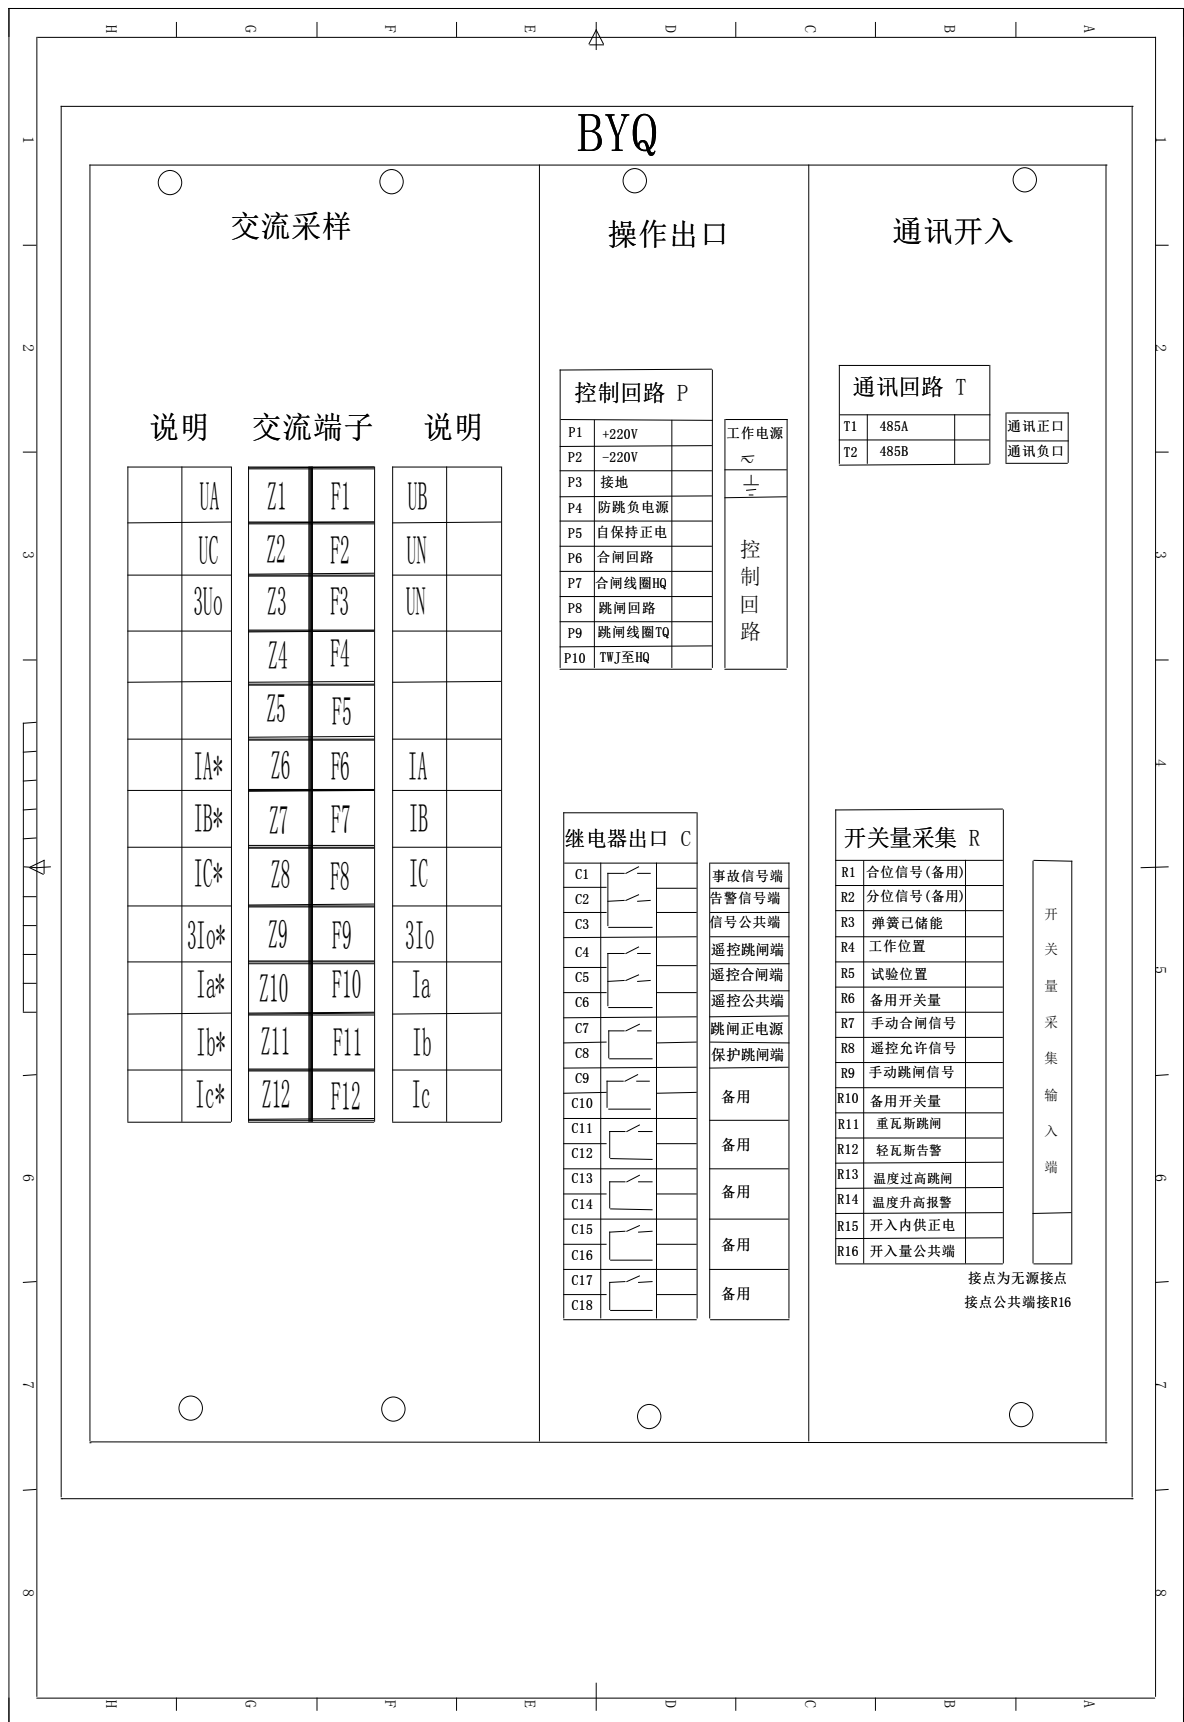 H G F E D C B A
BYQ
交流采样
说明 交流端子 说明
UA Z1 F1 UB
UC Z2 F2 UN
3Uo Z3 F3 UN
Z4 F4
Z5 F5
IA* Z6 F6 IA
IB* Z7 F7 IB
IC* Z8 F8 IC
3Io* Z9 F9 3Io
Ia* Z10 F10 Ia
Ib* Z11 F11 Ib
Ic* Z12 F12 Ic
操作出口
控制回路 P
P1 +220V
P2 -220V
P3 接地
P4 防跳负电源
P5 自保持正电
P6 合闸回路
P7 合闸线圈HQ
P8 跳闸回路
P9 跳闸线圈TQ
P10 TWJ至HQ
工作电源
控制回路
继电器出口 C
C1 事故信号端
C2 告警信号端
C3 信号公共端
C4 遥控跳闸端
C5 遥控合闸端
C6 遥控公共端
C7 跳闸正电源
C8 保护跳闸端
C9
C10
备用
C11
C12
备用
C13
C14
备用
C15
C16
备用
C17
C18
备用
通讯开入
通讯回路 T
T1 485A 通讯正口
T2 485B 通讯负口
开关量采集 R
R1 合位信号(备用)
R2 分位信号(备用)
R3 弹簧已储能
R4 工作位置
R5 试验位置
R6 备用开关量
R7 手动合闸信号
R8 遥控允许信号
R9 手动跳闸信号
R10 备用开关量
R11 重瓦斯跳闸
R12 轻瓦斯告警
R13 温度过高跳闸
R14 温度升高报警
R15 开入内供正电
R16 开入量公共端
开关量采集输入端
接点为无源接点
接点公共端接R16
1 1
2 2
3 3
4
5
6 6
7 7
8 8
H G F E D C B A